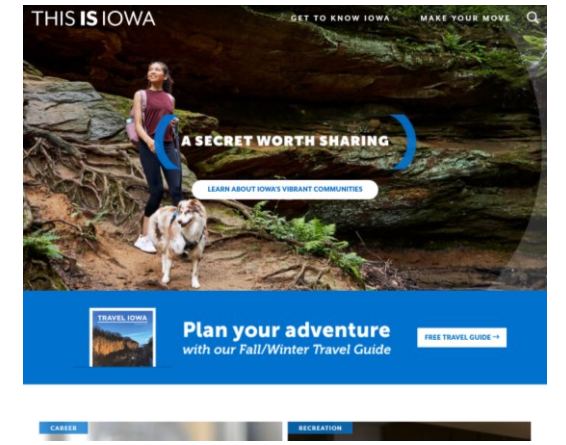 THIS IS IOWA
GET TO KNOW IOWA
MAKE YOUR MOVE
A SECRET WORTH SHARING
LEARN ABOUT IOWA'S VIBRANT COMMUNITIES
TRAVEL IOWA
Plan your adventure
with our Fall/Winter Travel Guide
FREE TRAVEL GUIDE →
CAREER
RECREATION